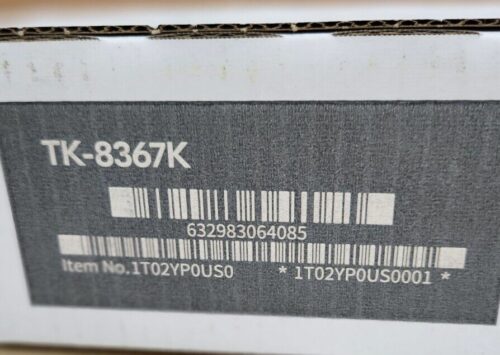 TK-8367K
632983064085
Item No.1T02YP0US0 * 1T02YP0US0001 *